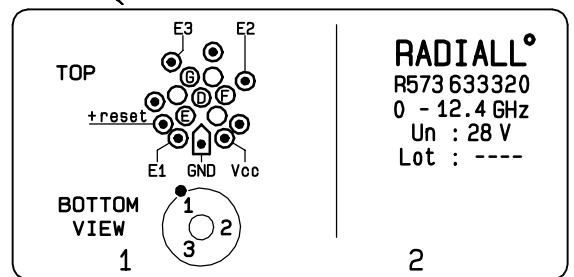 E3 E2
TOP
G
D F
E
+reset
E1 GND Vcc
BOTTOM
VIEW
1
2
3
1
RADIALL°
R573 633320
0 - 12.4 GHz
Un : 28 V
Lot : ----
2